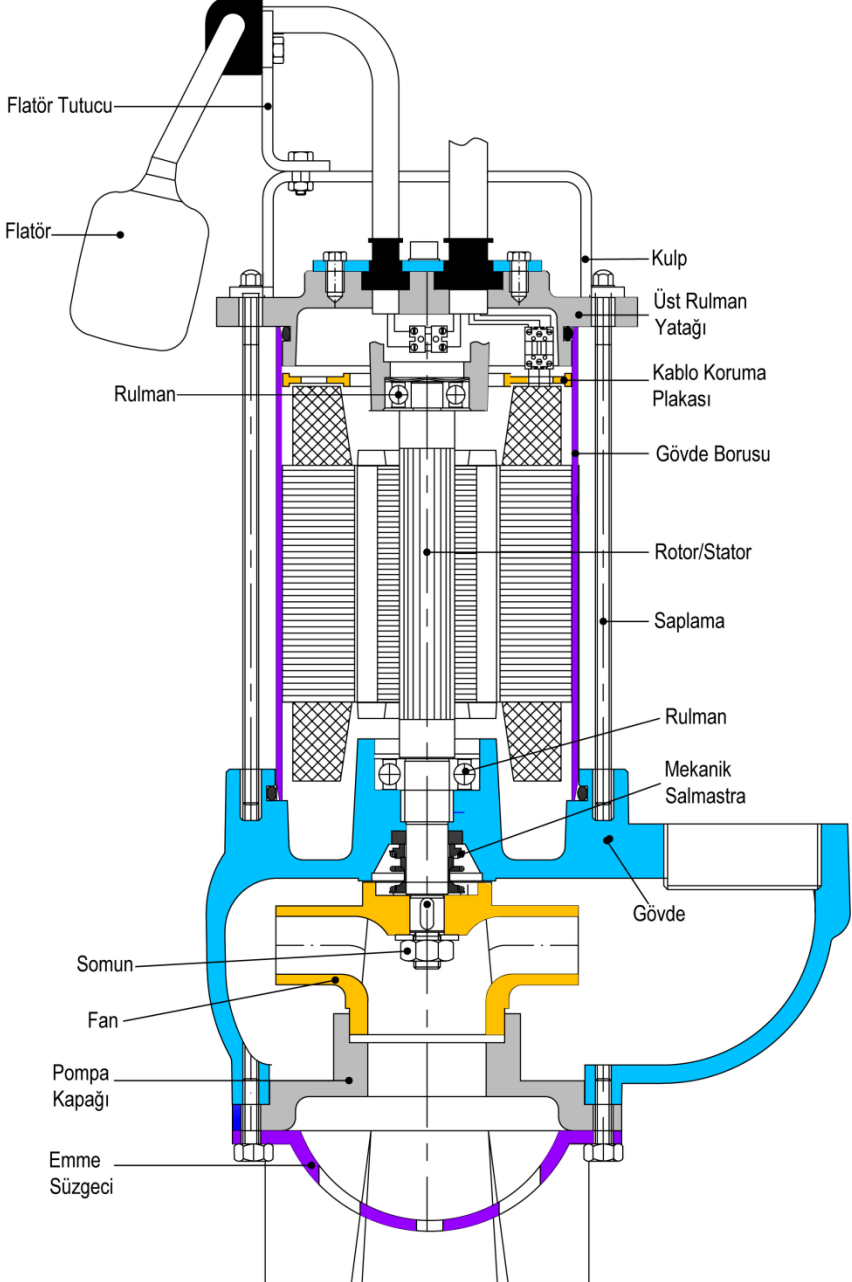 Flatör Tutucu
Flatör
Kulp
Üst Rulman
Yatağı
Kablo Koruma
Plakası
Rulman
Gövde Borusu
Rotor/Stator
Saplama
Rulman
Mekanik
Salmastra
Gövde
Somun
Fan
Pompa
Kapağı
Emme
Süzgeci